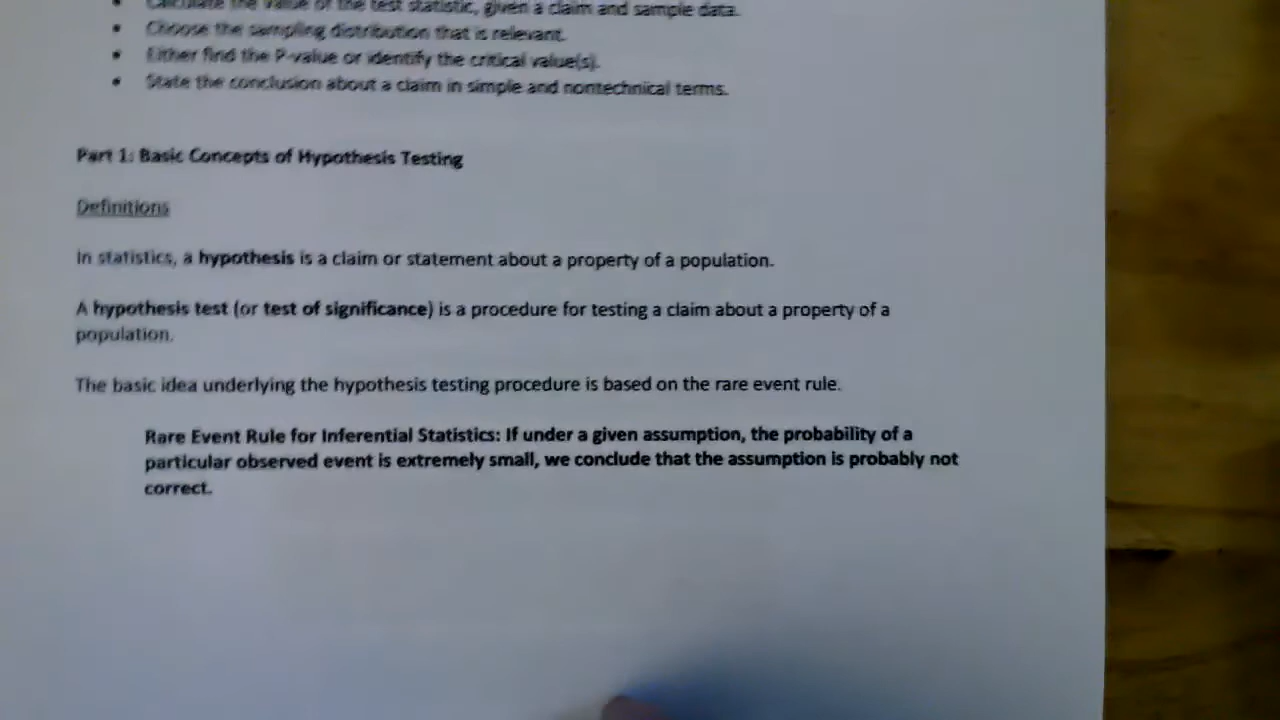 • Calculate the value of the test statistic, given a claim and sample data.
• Choose the sampling distribution that is relevant.
• Either find the P-value or identify the critical value(s).
• State the conclusion about a claim in simple and nontechnical terms.
Part 1: Basic Concepts of Hypothesis Testing
Definitions
In statistics, a hypothesis is a claim or statement about a property of a population.
A hypothesis test (or test of significance) is a procedure for testing a claim about a property of a
population.
The basic idea underlying the hypothesis testing procedure is based on the rare event rule.
Rare Event Rule for Inferential Statistics: If under a given assumption, the probability of a
particular observed event is extremely small, we conclude that the assumption is probably not
correct.